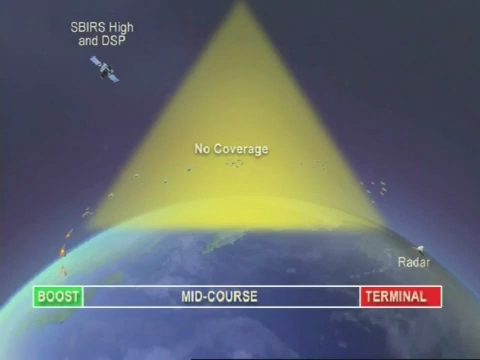 SBIRS High
and DSP
No Coverage
Radar
BOOST
MID-COURSE
TERMINAL